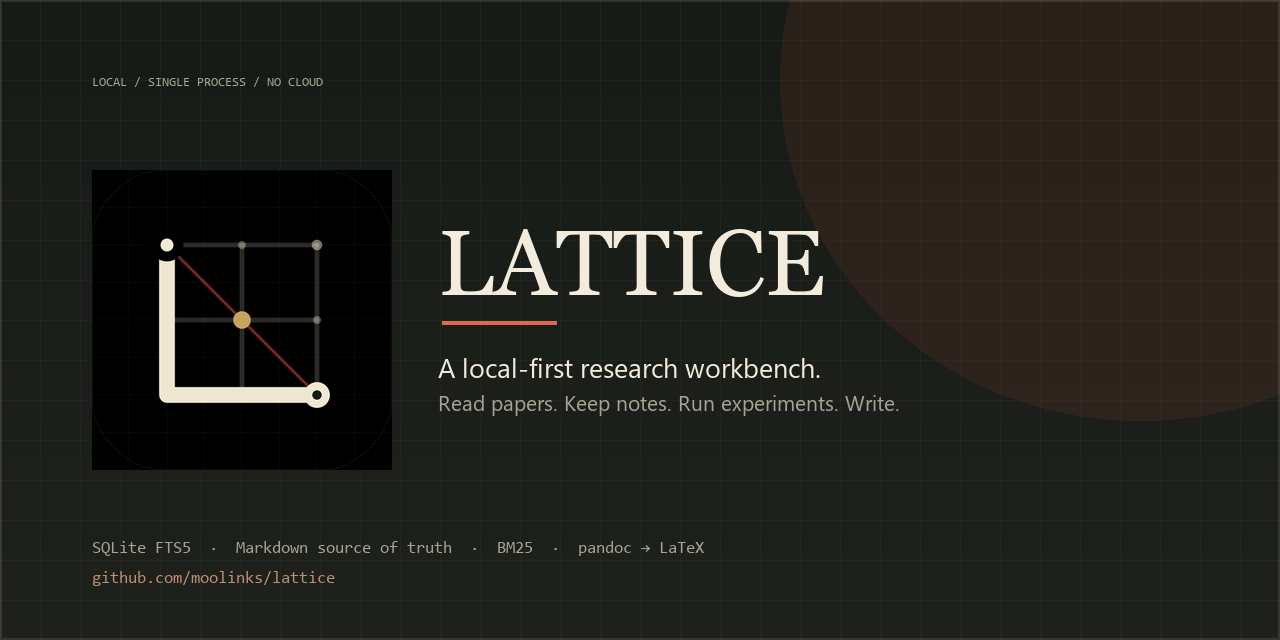 LOCAL / SINGLE PROCESS / NO CLOUD
LATTICE
A local-first research workbench.
Read papers. Keep notes. Run experiments. Write.
SQLite FTS5 · Markdown source of truth · BM25 · pandoc → LaTeX
github.com/moolinks/lattice